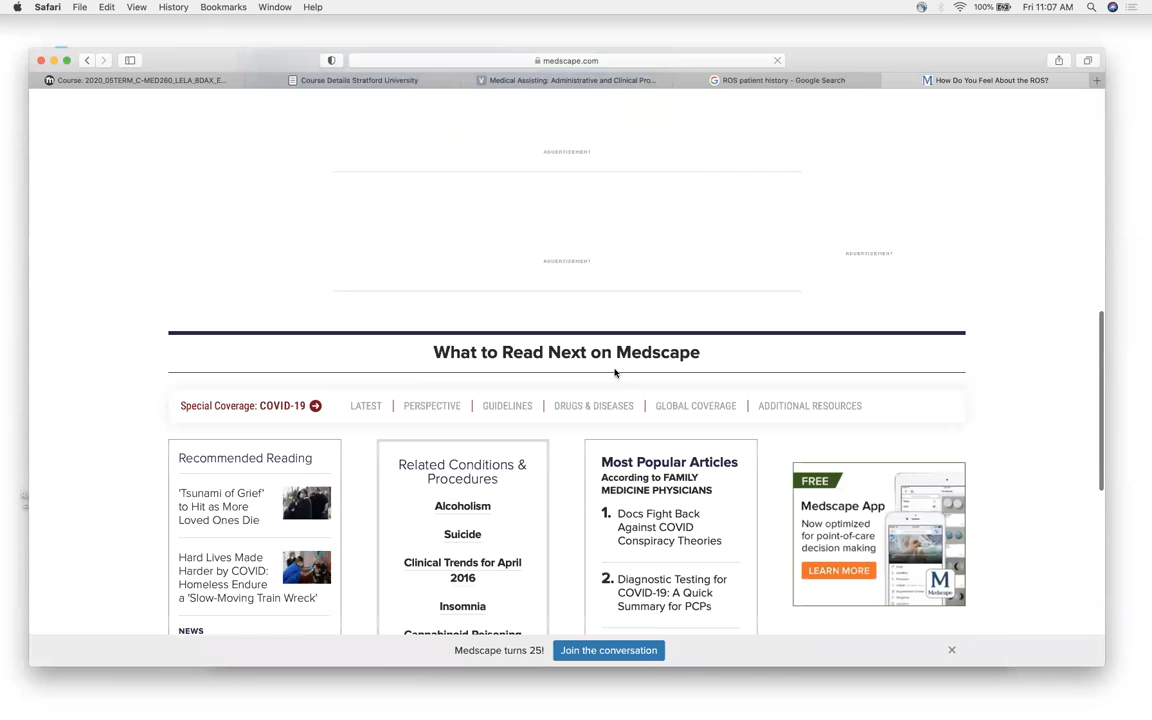 Safari File Edit View History Bookmarks Window Help 100% Fri 11:07 AM
medscape.com
Course: 2020_05TERM_C-MED260_LELA_8DAX_E... Course Details Stratford University Medical Assisting: Administrative and Clinical Pro... ROS patient history - Google Search How Do You Feel About the ROS?
ADVERTISEMENT
ADVERTISEMENT
ADVERTISEMENT
What to Read Next on Medscape
Special Coverage: COVID-19 LATEST | PERSPECTIVE | GUIDELINES | DRUGS & DISEASES | GLOBAL COVERAGE | ADDITIONAL RESOURCES
Recommended Reading
'Tsunami of Grief'
to Hit as More
Loved Ones Die
Hard Lives Made
Harder by COVID:
Homeless Endure
a 'Slow-Moving Train Wreck'
NEWS
Related Conditions &
Procedures
Alcoholism
Suicide
Clinical Trends for April
2016
Insomnia
Cannabinoid Poisoning
Most Popular Articles
According to FAMILY
MEDICINE PHYSICIANS
1. Docs Fight Back
Against COVID
Conspiracy Theories
2. Diagnostic Testing for
COVID-19: A Quick
Summary for PCPs
FREE
Medscape App
Now optimized
for point-of-care
decision making
LEARN MORE
M
Medscape
Medscape turns 25! Join the conversation